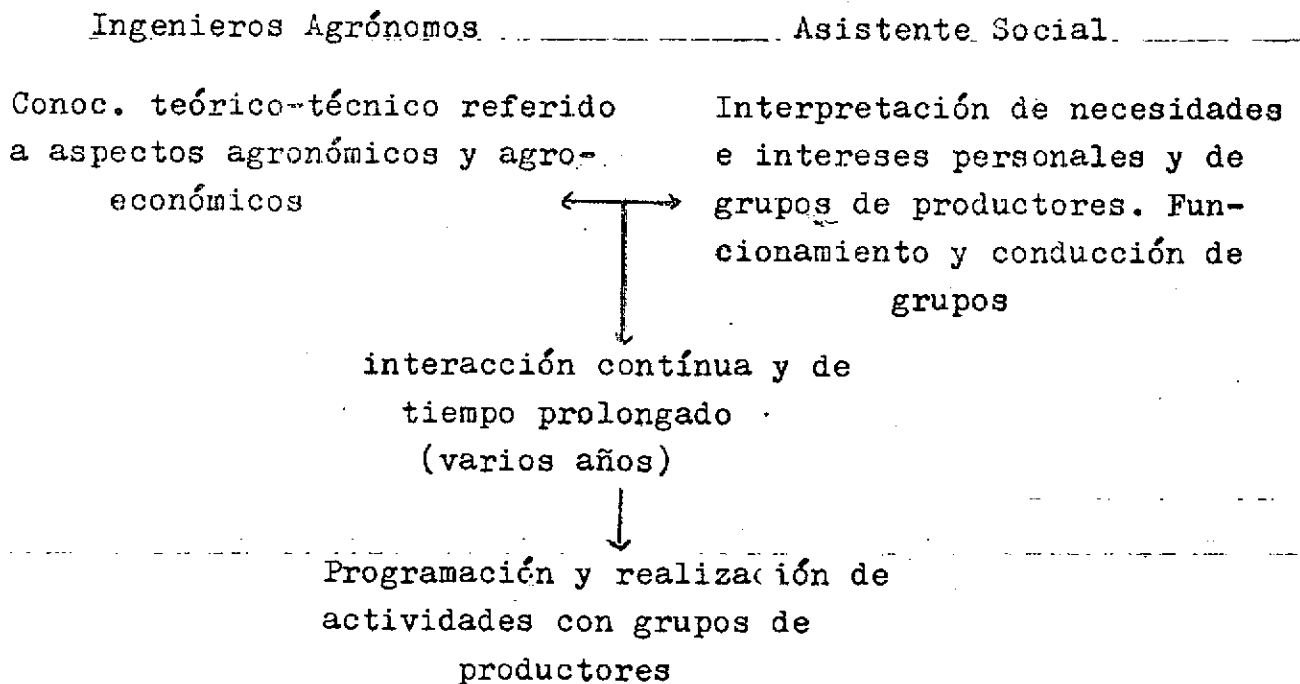 Ingenieros Agrónomos
Asistente Social
Conoc. teórico-técnico referido
a aspectos agronómicos y agro-
económicos
Interpretación de necesidades
e intereses personales y de
grupos de productores. Fun-
cionamiento y conducción de
grupos
interacción contínua y de
tiempo prolongado
(varios años)
Programación y realización de
actividades con grupos de
productores